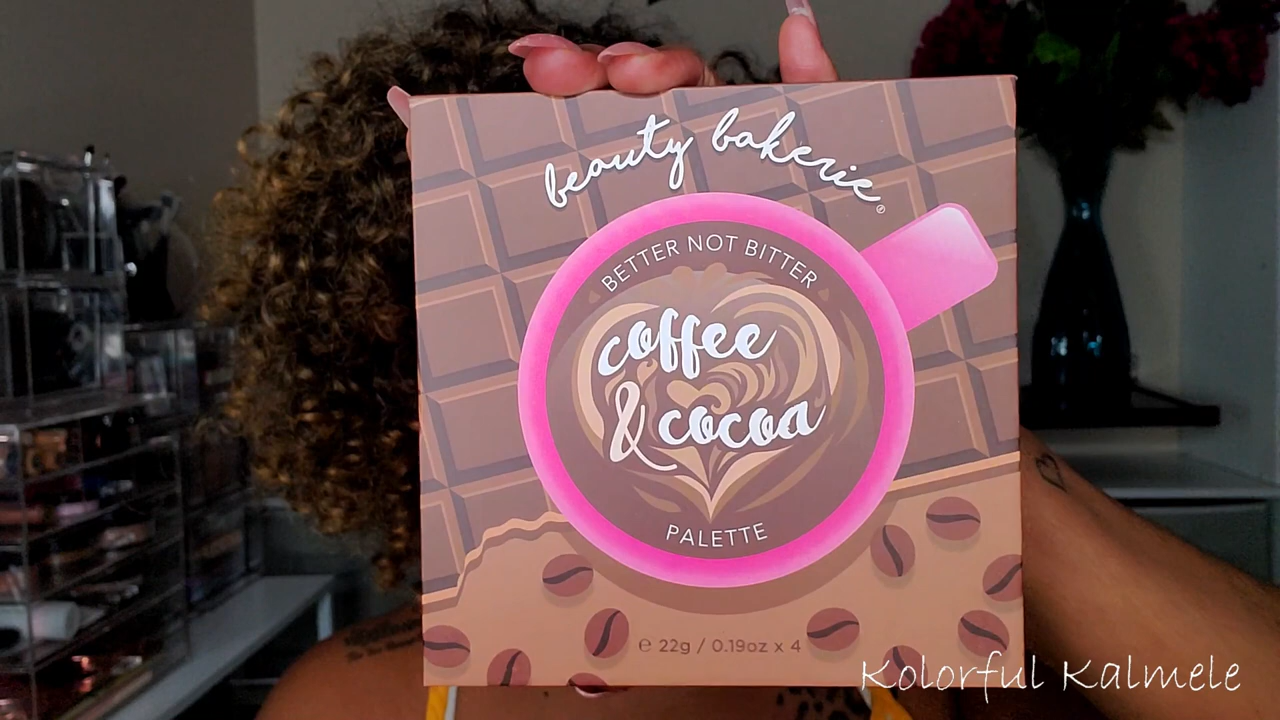 beauty bakerie®
BETTER NOT BITTER
coffee
& cocoa
PALETTE
℮ 22g / 0.19oz x 4
Kolorful Kalmele